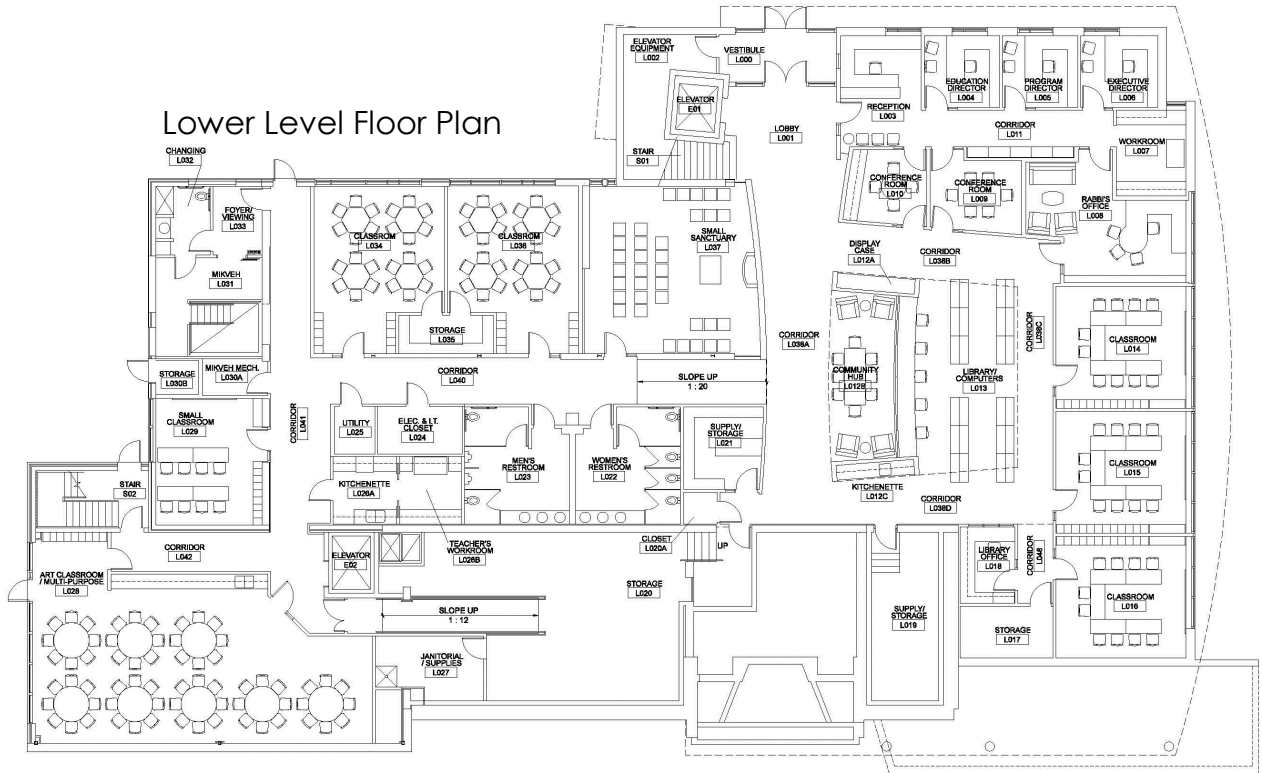 Lower Level Floor Plan
ELEVATOR
EQUIPMENT
L002
VESTIBULE
L000
ELEVATOR
E01
EDUCATION
DIRECTOR
L004
PROGRAM
DIRECTOR
L005
EXECUTIVE
DIRECTOR
L006
RECEPTION
L003
LOBBY
L001
CORRIDOR
L011
WORKROOM
L007
STAIR
S01
CHANGING
L032
FOYER/
VIEWING
L033
CONFERENCE
ROOM
L010
CONFERENCE
ROOM
L009
RABBI'S
OFFICE
L008
CLASSROM
L034
CLASSROM
L036
SMALL
SANCTUARY
L037
DISPLAY
CASE
L012A
CORRIDOR
L038B
MIKVEH
L031
STORAGE
L035
CORRIDOR
L038A
CORRIDOR
L038C
CLASSROOM
L014
STORAGE
L030B
MIKVEH MECH.
L030A
CORRIDOR
L040
SLOPE UP
1 : 20
COMMUNITY
HUB
L012B
LIBRARY/
COMPUTERS
L013
SMALL
CLASSROOM
L029
CORRIDOR
L041
UTILITY
L025
ELEC. & I.T.
CLOSET
L024
SUPPLY/
STORAGE
L021
MEN'S
RESTROOM
L023
WOMEN'S
RESTROOM
L022
CLASSROOM
L015
STAIR
S02
KITCHENETTE
L026A
KITCHENETTE
L012C
CORRIDOR
L038D
CORRIDOR
L042
ELEVATOR
E02
TEACHER'S
WORKROOM
L026B
CLOSET
L020A
UP
LIBRARY
OFFICE
L018
CORRIDOR
L048
ART CLASSROOM
/ MULTI-PURPOSE
L028
STORAGE
L020
CLASSROOM
L016
SLOPE UP
1 : 12
SUPPLY/
STORAGE
L019
STORAGE
L017
JANITORIAL
/ SUPPLIES
L027